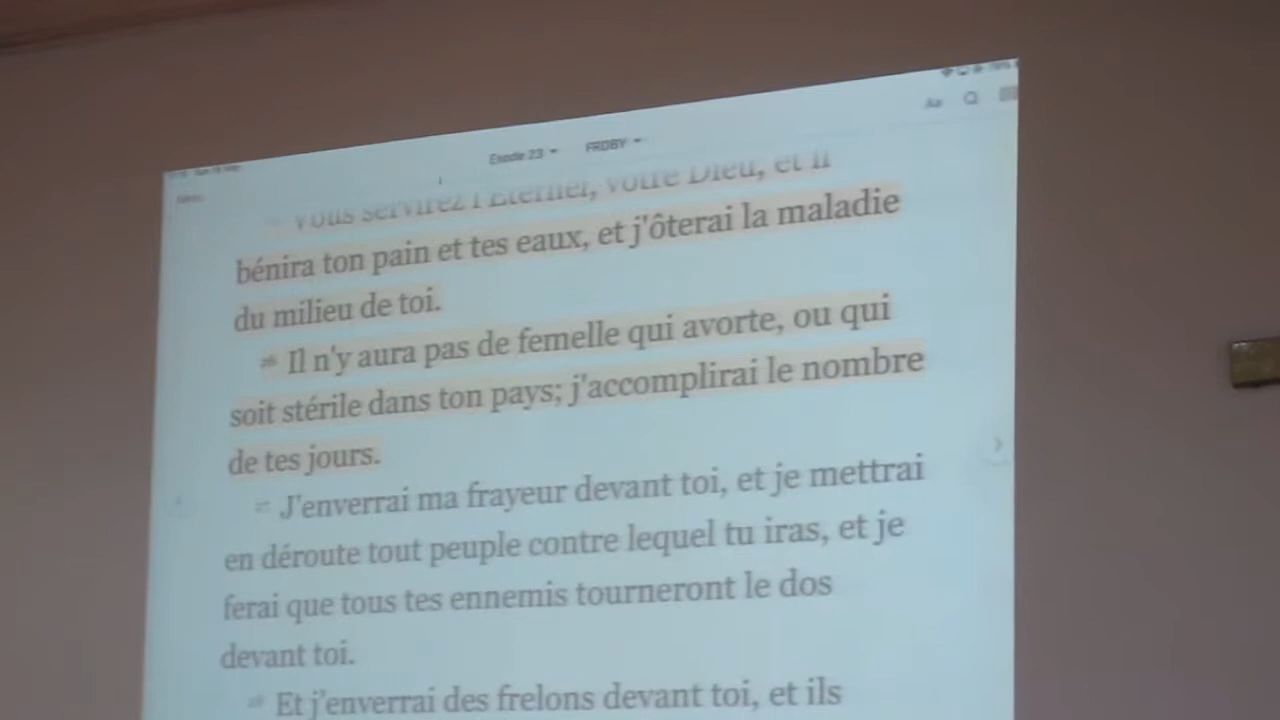 Exode 23 FRDBY
Aa
Vous servirez l'Éternel, votre Dieu, et il
bénira ton pain et tes eaux, et j'ôterai la maladie
du milieu de toi.
26 Il n'y aura pas de femelle qui avorte, ou qui
soit stérile dans ton pays; j'accomplirai le nombre
de tes jours.
27 J'enverrai ma frayeur devant toi, et je mettrai
en déroute tout peuple contre lequel tu iras, et je
ferai que tous tes ennemis tourneront le dos
devant toi.
Et j'enverrai des frelons devant toi, et ils